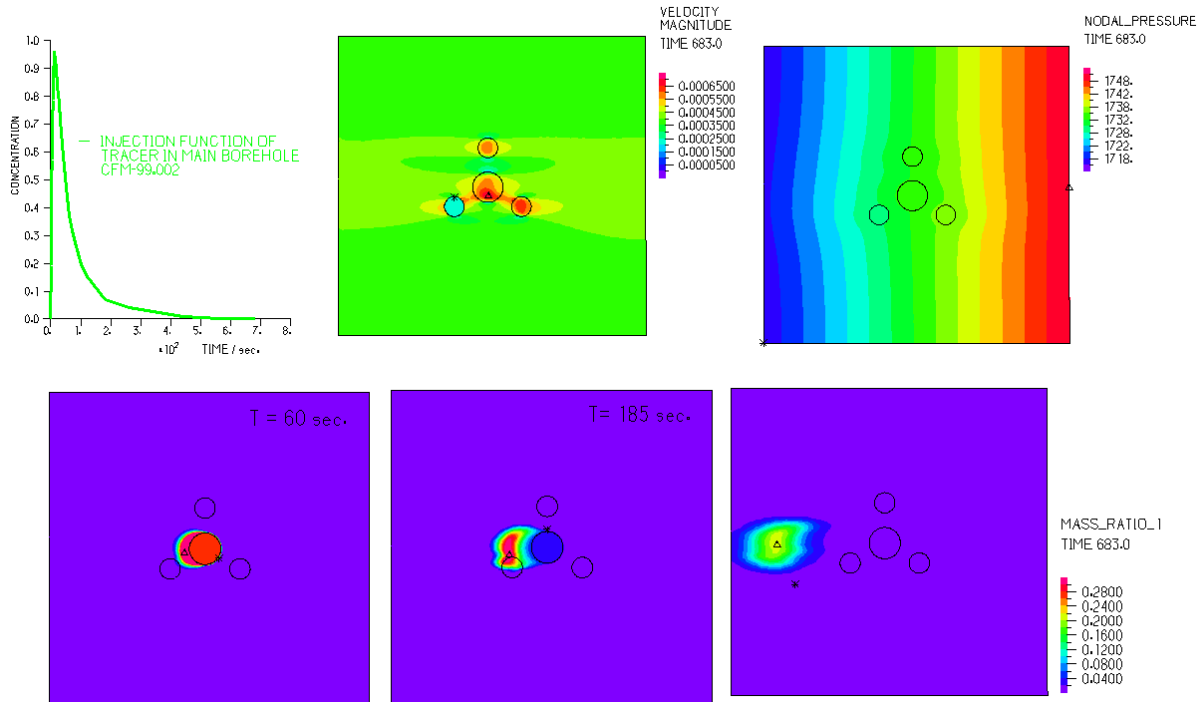 1.0
0.9
0.8
0.7
0.6
0.5
0.4
0.3
0.2
0.1
0.0
CONCENTRATION
0. 1. 2. 3. 4. 5. 6. 7. 8.
*10²
TIME / sec.
INJECTION FUNCTION OF
TRACER IN MAIN BOREHOLE
CFM-99.002
VELOCITY
MAGNITUDE
TIME 683.0
0.0006500
0.0005500
0.0004500
0.0003500
0.0002500
0.0001500
0.0000500
NODAL_PRESSURE
TIME 683.0
1748.
1742.
1738.
1732.
1728.
1722.
1718.
T = 60 sec.
T= 185 sec.
MASS_RATIO_1
TIME 683.0
0.2800
0.2400
0.2000
0.1600
0.1200
0.0800
0.0400